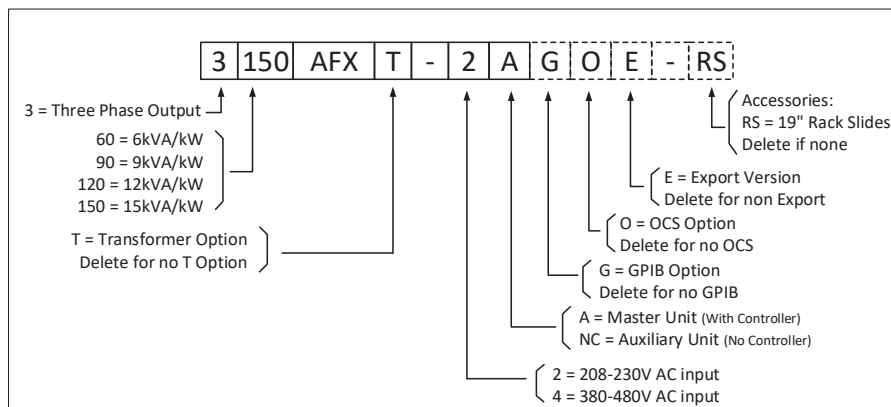 3 150 AFX T - 2 A G O E - RS
3 = Three Phase Output
60 = 6kVA/kW
90 = 9kVA/kW
120 = 12kVA/kW
150 = 15kVA/kW
T = Transformer Option
Delete for no T Option
Accessories:
RS = 19" Rack Slides
Delete if none
E = Export Version
Delete for non Export
O = OCS Option
Delete for no OCS
G = GPIB Option
Delete for no GPIB
A = Master Unit (With Controller)
NC = Auxiliary Unit (No Controller)
2 = 208-230V AC input
4 = 380-480V AC input